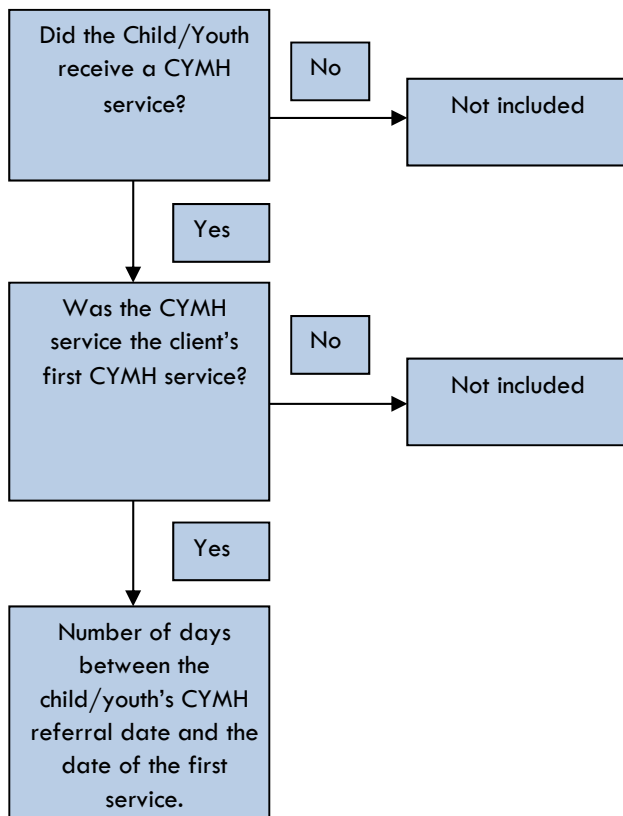 Did the Child/Youth
receive a CYMH
service?
No
Not included
Yes
Was the CYMH
service the client’s
first CYMH service?
No
Not included
Yes
Number of days
between the
child/youth’s CYMH
referral date and the
date of the first
service.